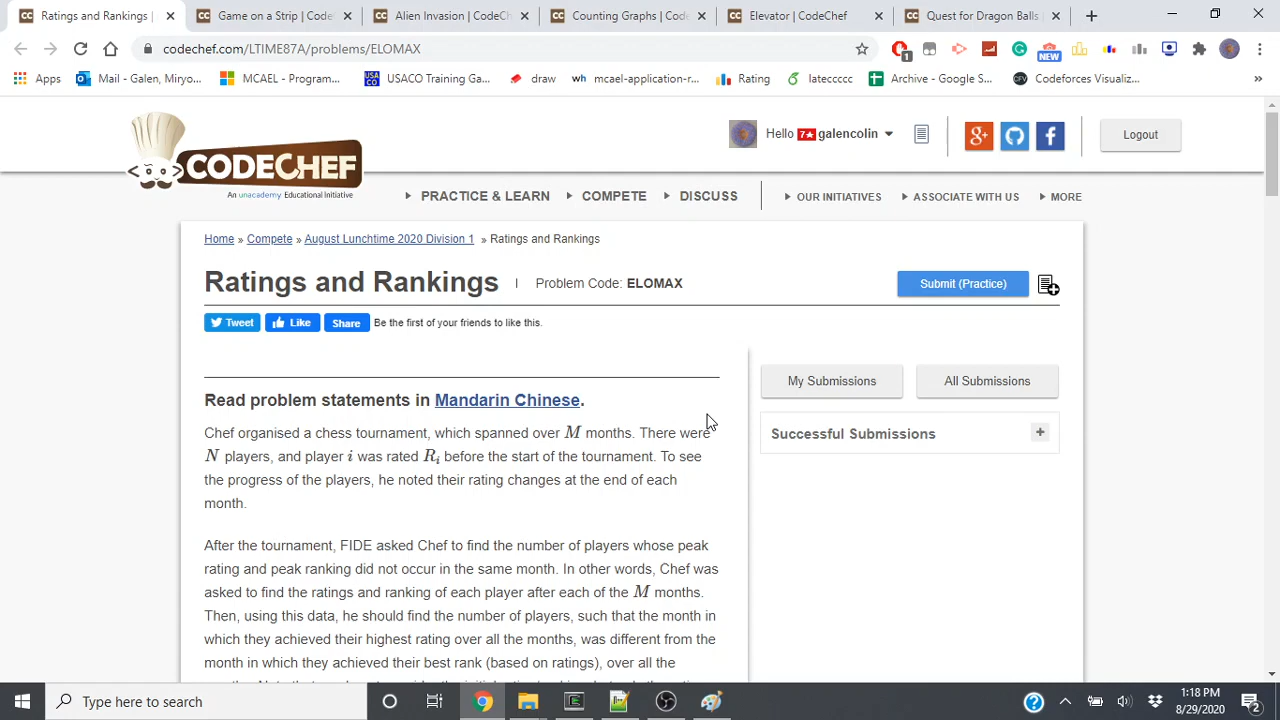 Ratings and Rankings |
Game on a Strip | Code
Alien Invasion | CodeCh
Counting Graphs | Code
Elevator | CodeChef
Quest for Dragon Balls |
codechef.com/LTIME87A/problems/ELOMAX
1
NEW
Apps
Mail - Galen, Miryo...
MCAEL - Program...
USACO Training Ga...
draw
wh mcael-application-r...
Rating
lateccccc
Archive - Google S...
Codeforces Visualiz...
CODECHEF
An unacademy Educational Initiative
Hello 7★ galencolin
Logout
PRACTICE & LEARN
COMPETE
DISCUSS
OUR INITIATIVES
ASSOCIATE WITH US
MORE
Home » Compete » August Lunchtime 2020 Division 1 » Ratings and Rankings
Ratings and Rankings | Problem Code: ELOMAX
Submit (Practice)
Tweet
Like
Share
Be the first of your friends to like this.
My Submissions
All Submissions
Successful Submissions
Read problem statements in Mandarin Chinese.
Chef organised a chess tournament, which spanned over M months. There were
N players, and player i was rated Ri before the start of the tournament. To see
the progress of the players, he noted their rating changes at the end of each
month.
After the tournament, FIDE asked Chef to find the number of players whose peak
rating and peak ranking did not occur in the same month. In other words, Chef was
asked to find the ratings and ranking of each player after each of the M months.
Then, using this data, he should find the number of players, such that the month in
which they achieved their highest rating over all the months, was different from the
month in which they achieved their best rank (based on ratings), over all the
Type here to search
1:18 PM
8/29/2020
2